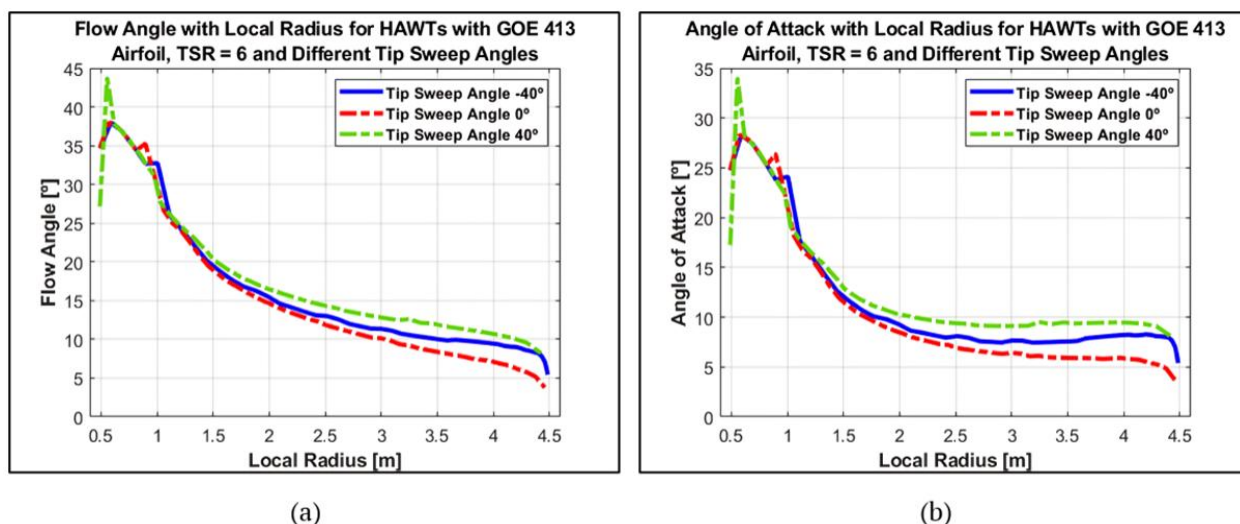 Flow Angle with Local Radius for HAWTs with GOE 413
Airfoil, TSR = 6 and Different Tip Sweep Angles
45
40
35
30
25
20
15
10
5
0
Flow Angle [º]
Tip Sweep Angle -40º
Tip Sweep Angle 0º
Tip Sweep Angle 40º
0.5 1 1.5 2 2.5 3 3.5 4 4.5
Local Radius [m]
(a)
Angle of Attack with Local Radius for HAWTs with GOE 413
Airfoil, TSR = 6 and Different Tip Sweep Angles
35
30
25
20
15
10
5
0
Angle of Attack [º]
Tip Sweep Angle -40º
Tip Sweep Angle 0º
Tip Sweep Angle 40º
0.5 1 1.5 2 2.5 3 3.5 4 4.5
Local Radius [m]
(b)